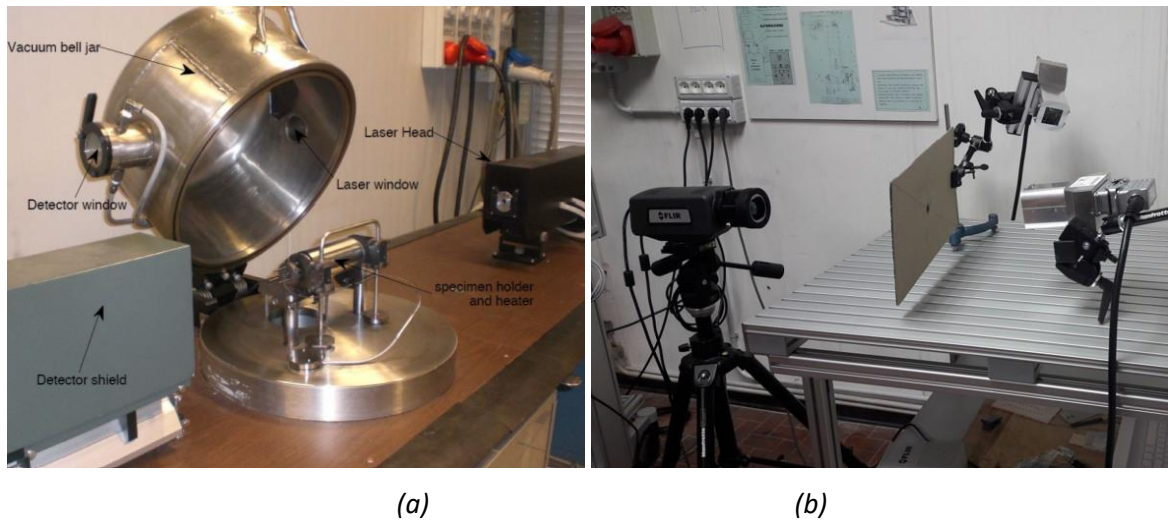 Vacuum bell jar
Laser Head
Laser window
Detector window
specimen holder
and heater
Detector shield
FLIR
(a)
(b)